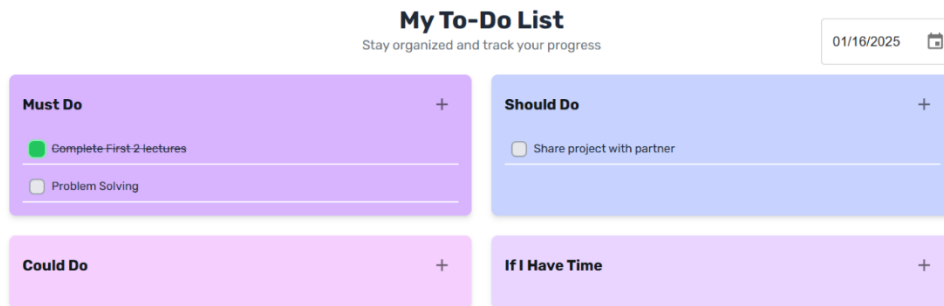 My To-Do List
Stay organized and track your progress
01/16/2025
Must Do
Complete First 2 lectures
Problem Solving
Should Do
Share project with partner
Could Do
If I Have Time